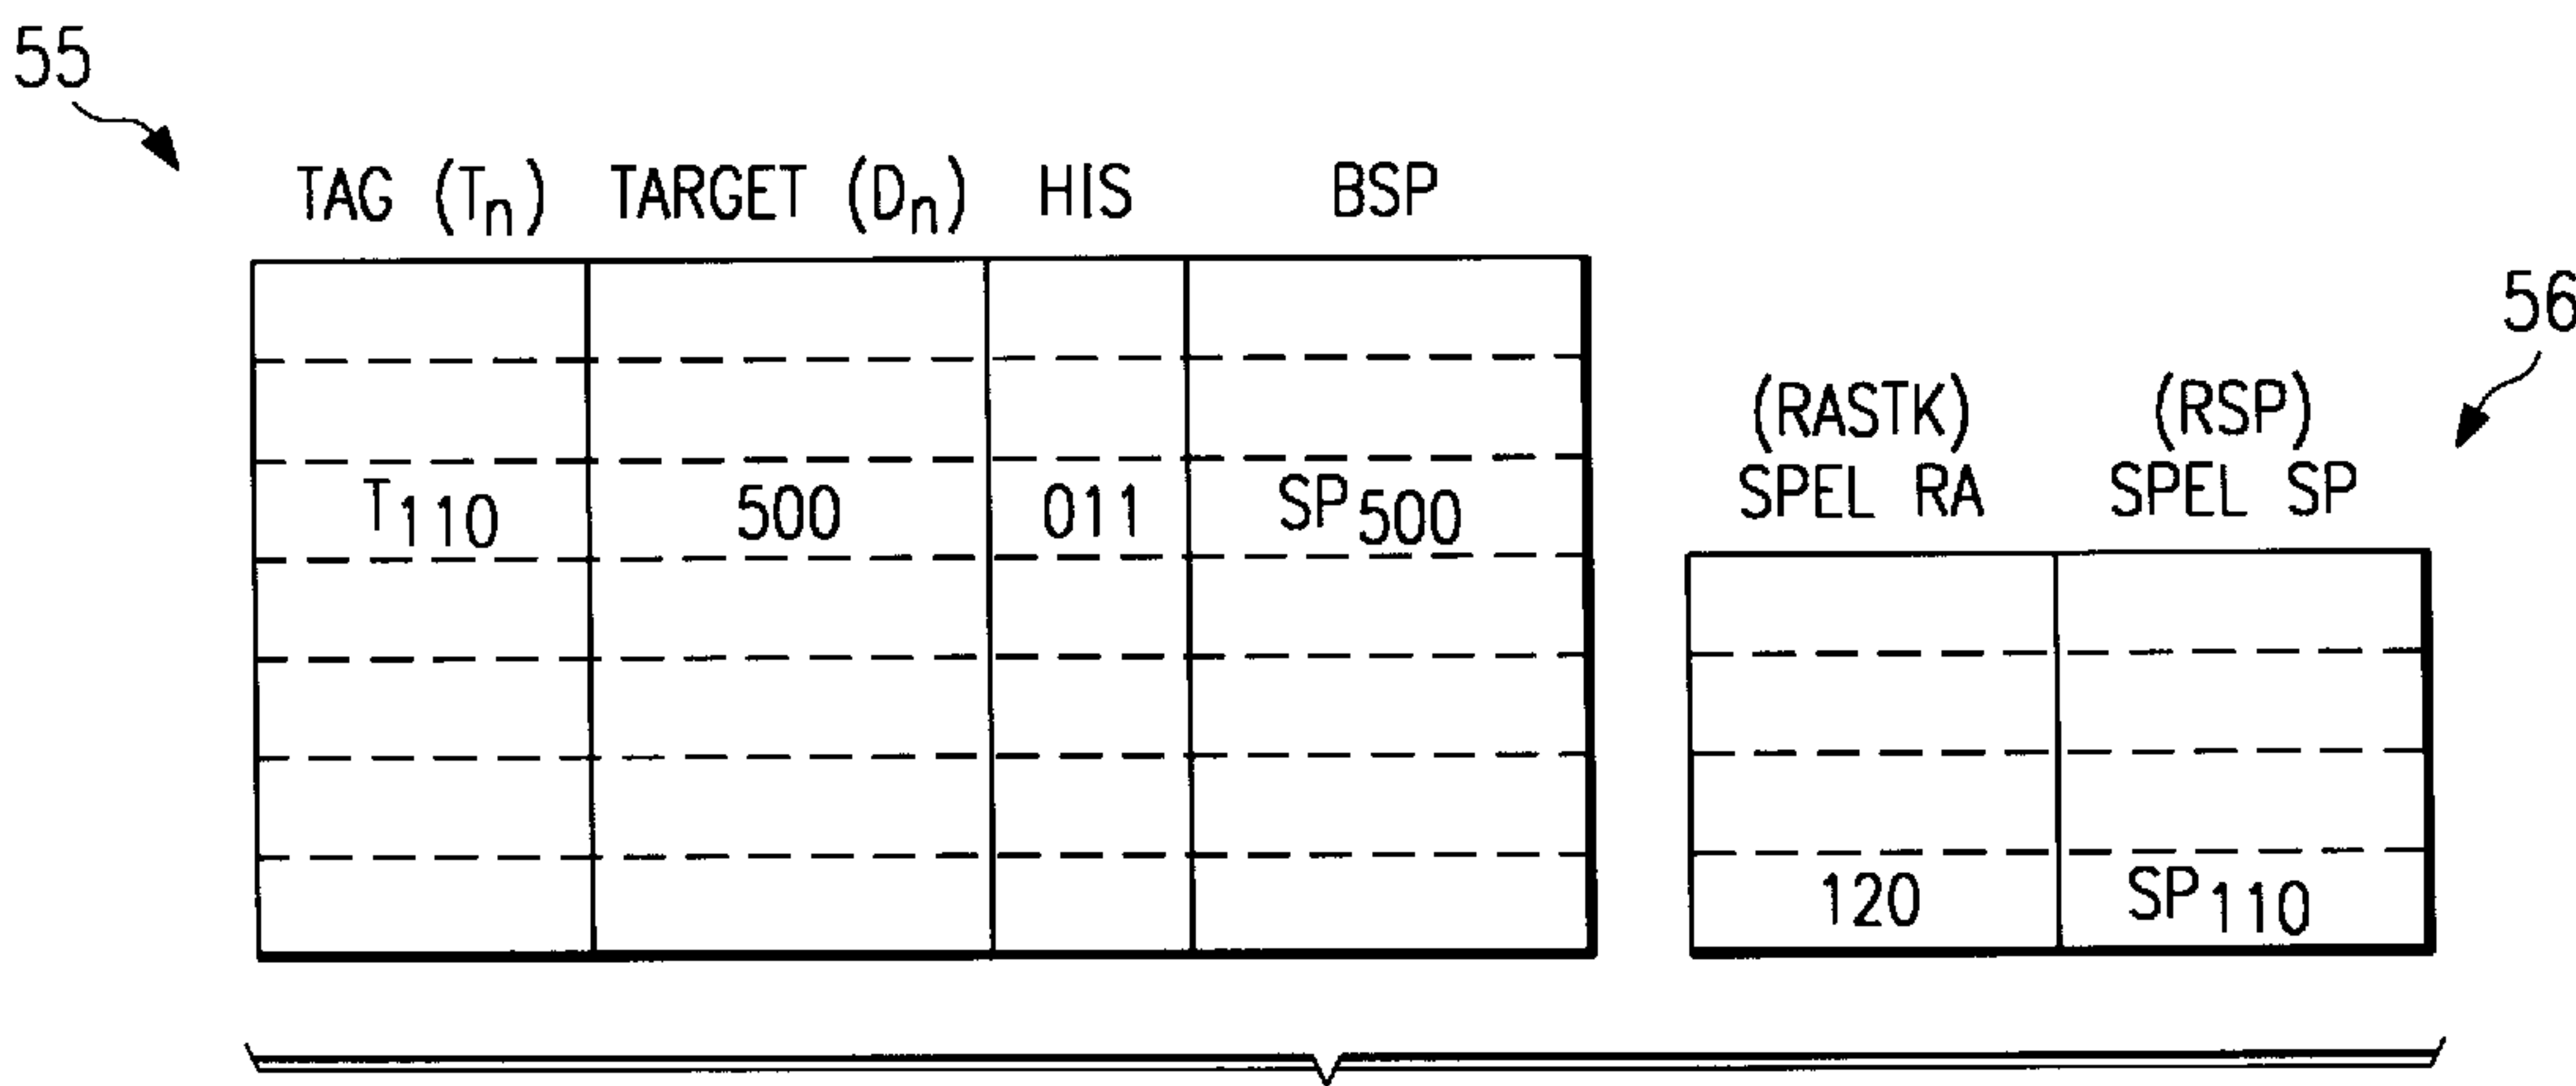 55
TAG (Tn) TARGET (Dn) HIS BSP
56
(RASTK) (RSP)
SPEL RA SPEL SP
T110 500 011 SP500
120 SP110